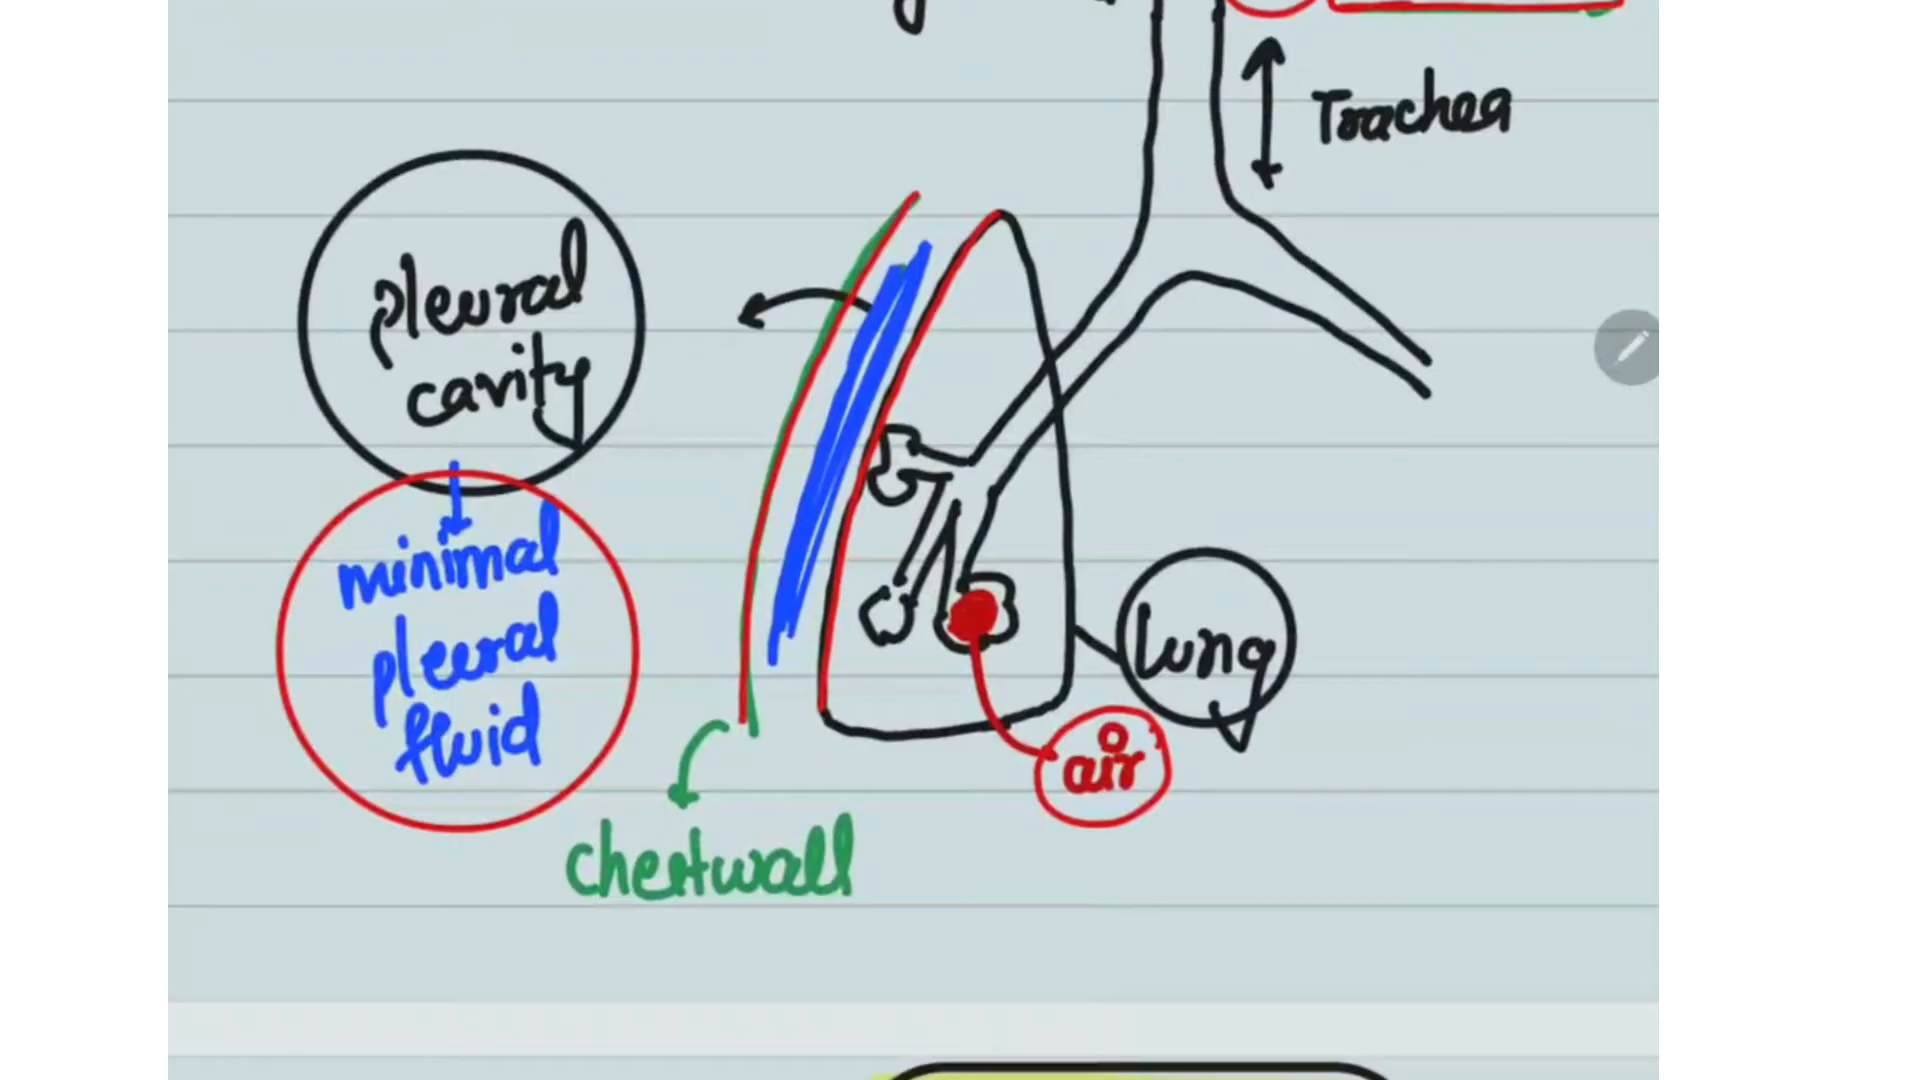 Trachea
pleural
cavity
minimal
pleural
fluid
lung
air
Chestwall